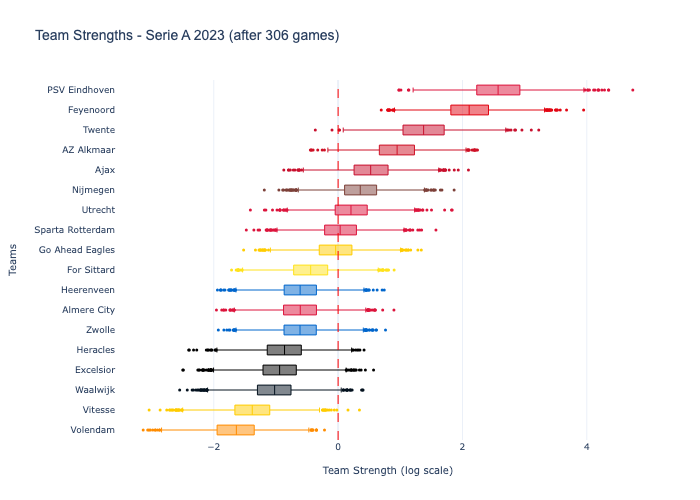 Team Strengths - Serie A 2023 (after 306 games)
PSV Eindhoven
Feyenoord
Twente
AZ Alkmaar
Ajax
Nijmegen
Utrecht
Sparta Rotterdam
Go Ahead Eagles
For Sittard
Heerenveen
Almere City
Zwolle
Heracles
Excelsior
Waalwijk
Vitesse
Volendam
Teams
−2 0 2 4
Team Strength (log scale)